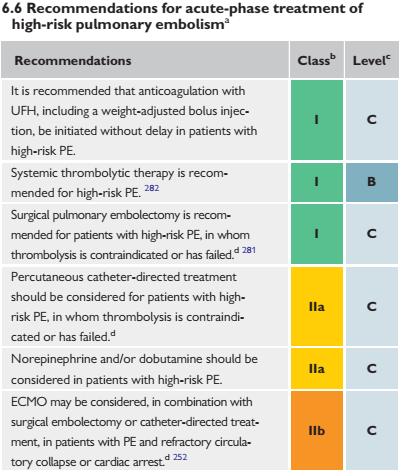 6.6 Recommendations for acute-phase treatment of
high-risk pulmonary embolismᵃ
Recommendations Classᵇ Levelᶜ
It is recommended that anticoagulation with
UFH, including a weight-adjusted bolus injec-
tion, be initiated without delay in patients with
high-risk PE.
I C
Systemic thrombolytic therapy is recom-
mended for high-risk PE. ²⁸²
I B
Surgical pulmonary embolectomy is recom-
mended for patients with high-risk PE, in whom
thrombolysis is contraindicated or has failed.ᵈ ²⁸¹
I C
Percutaneous catheter-directed treatment
should be considered for patients with high-
risk PE, in whom thrombolysis is contraindi-
cated or has failed.ᵈ
IIa C
Norepinephrine and/or dobutamine should be
considered in patients with high-risk PE.
IIa C
ECMO may be considered, in combination with
surgical embolectomy or catheter-directed treat-
ment, in patients with PE and refractory circula-
tory collapse or cardiac arrest.ᵈ ²⁵²
IIb C